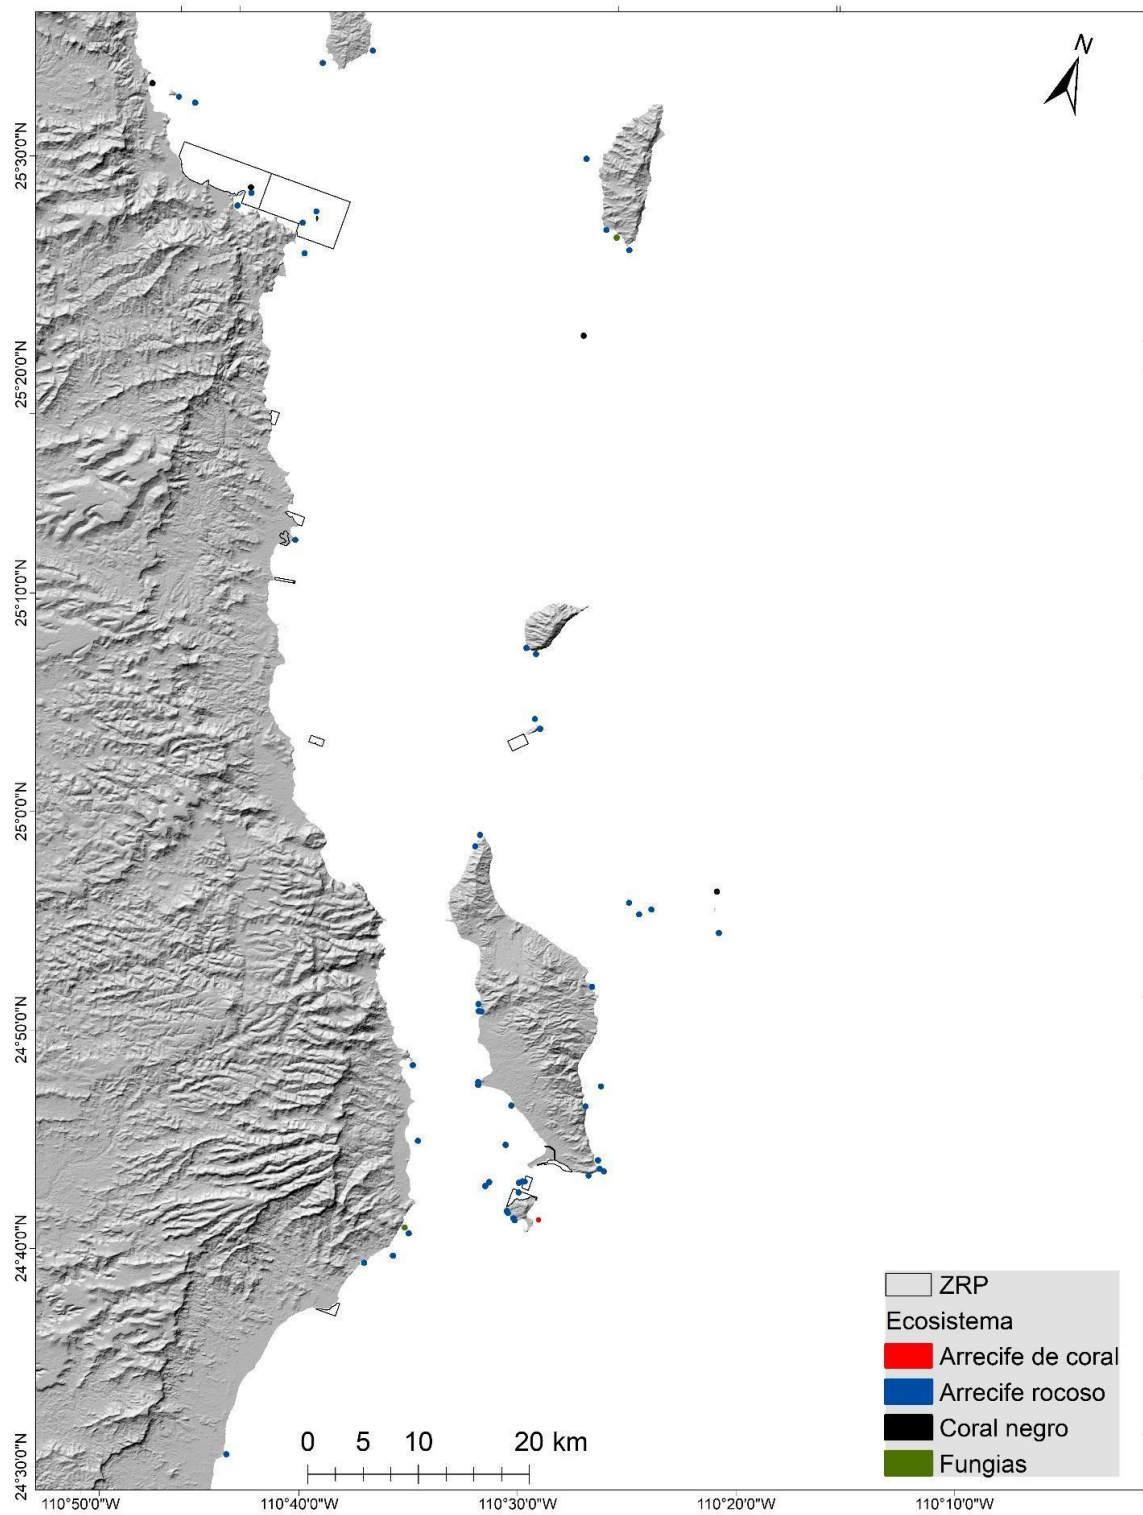 N
25°30'0"N
25°20'0"N
25°10'0"N
25°0'0"N
24°50'0"N
24°40'0"N
24°30'0"N
ZRP
Ecosistema
Arrecife de coral
Arrecife rocoso
Coral negro
Fungias
0 5 10 20 km
110°50'0"W 110°40'0"W 110°30'0"W 110°20'0"W 110°10'0"W